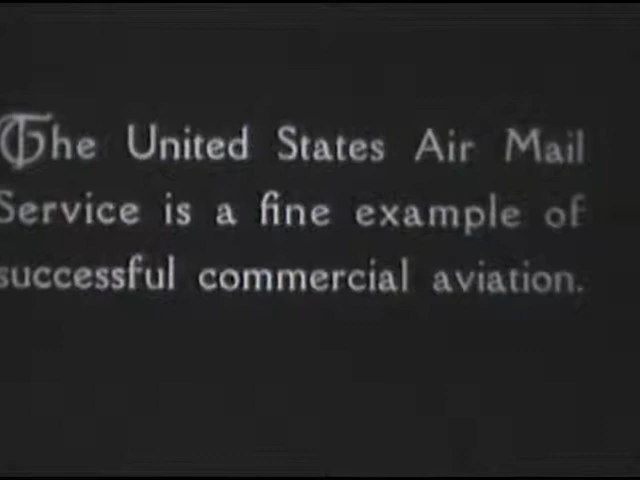 The United States Air Mail
Service is a fine example of
successful commercial aviation.